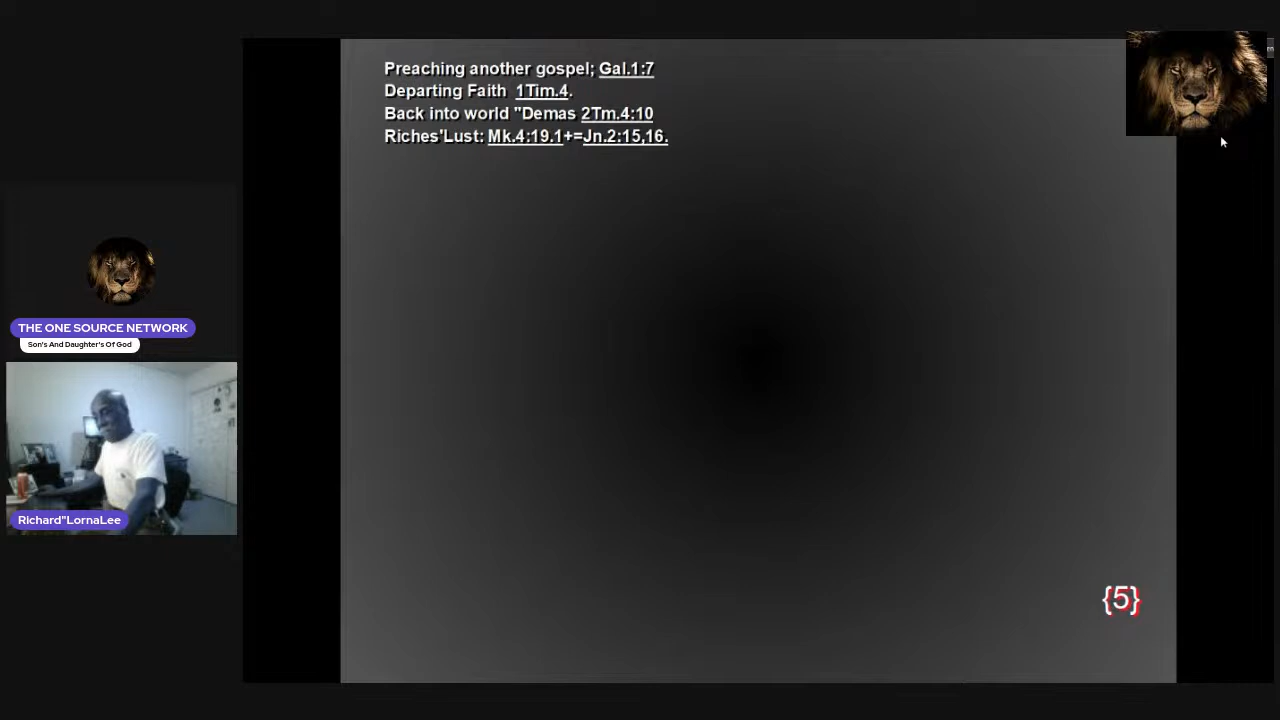 Preaching another gospel; Gal.1:7
Departing Faith 1Tim.4.
Back into world "Demas 2Tm.4:10
Riches'Lust: Mk.4:19.1+=Jn.2:15,16.
THE ONE SOURCE NETWORK
Son's And Daughter's Of God
Richard"LornaLee
{5}